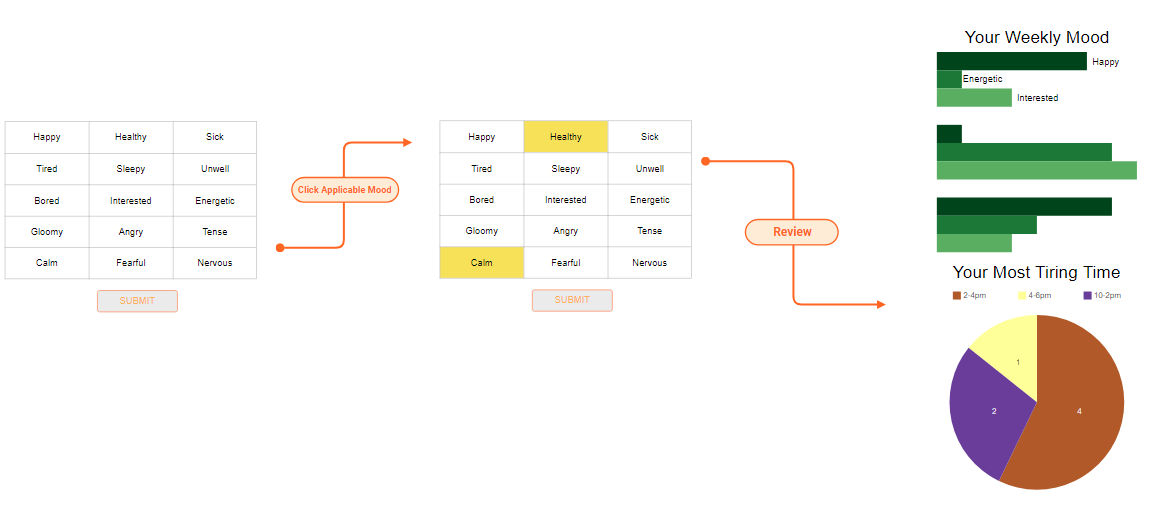 Happy Healthy Sick
Tired Sleepy Unwell
Bored Interested Energetic
Gloomy Angry Tense
Calm Fearful Nervous
SUBMIT
Click Applicable Mood
Happy Healthy Sick
Tired Sleepy Unwell
Bored Interested Energetic
Gloomy Angry Tense
Calm Fearful Nervous
SUBMIT
Review
Your Weekly Mood
Happy
Energetic
Interested
Your Most Tiring Time
2-4pm 4-6pm 10-2pm
1
2 4